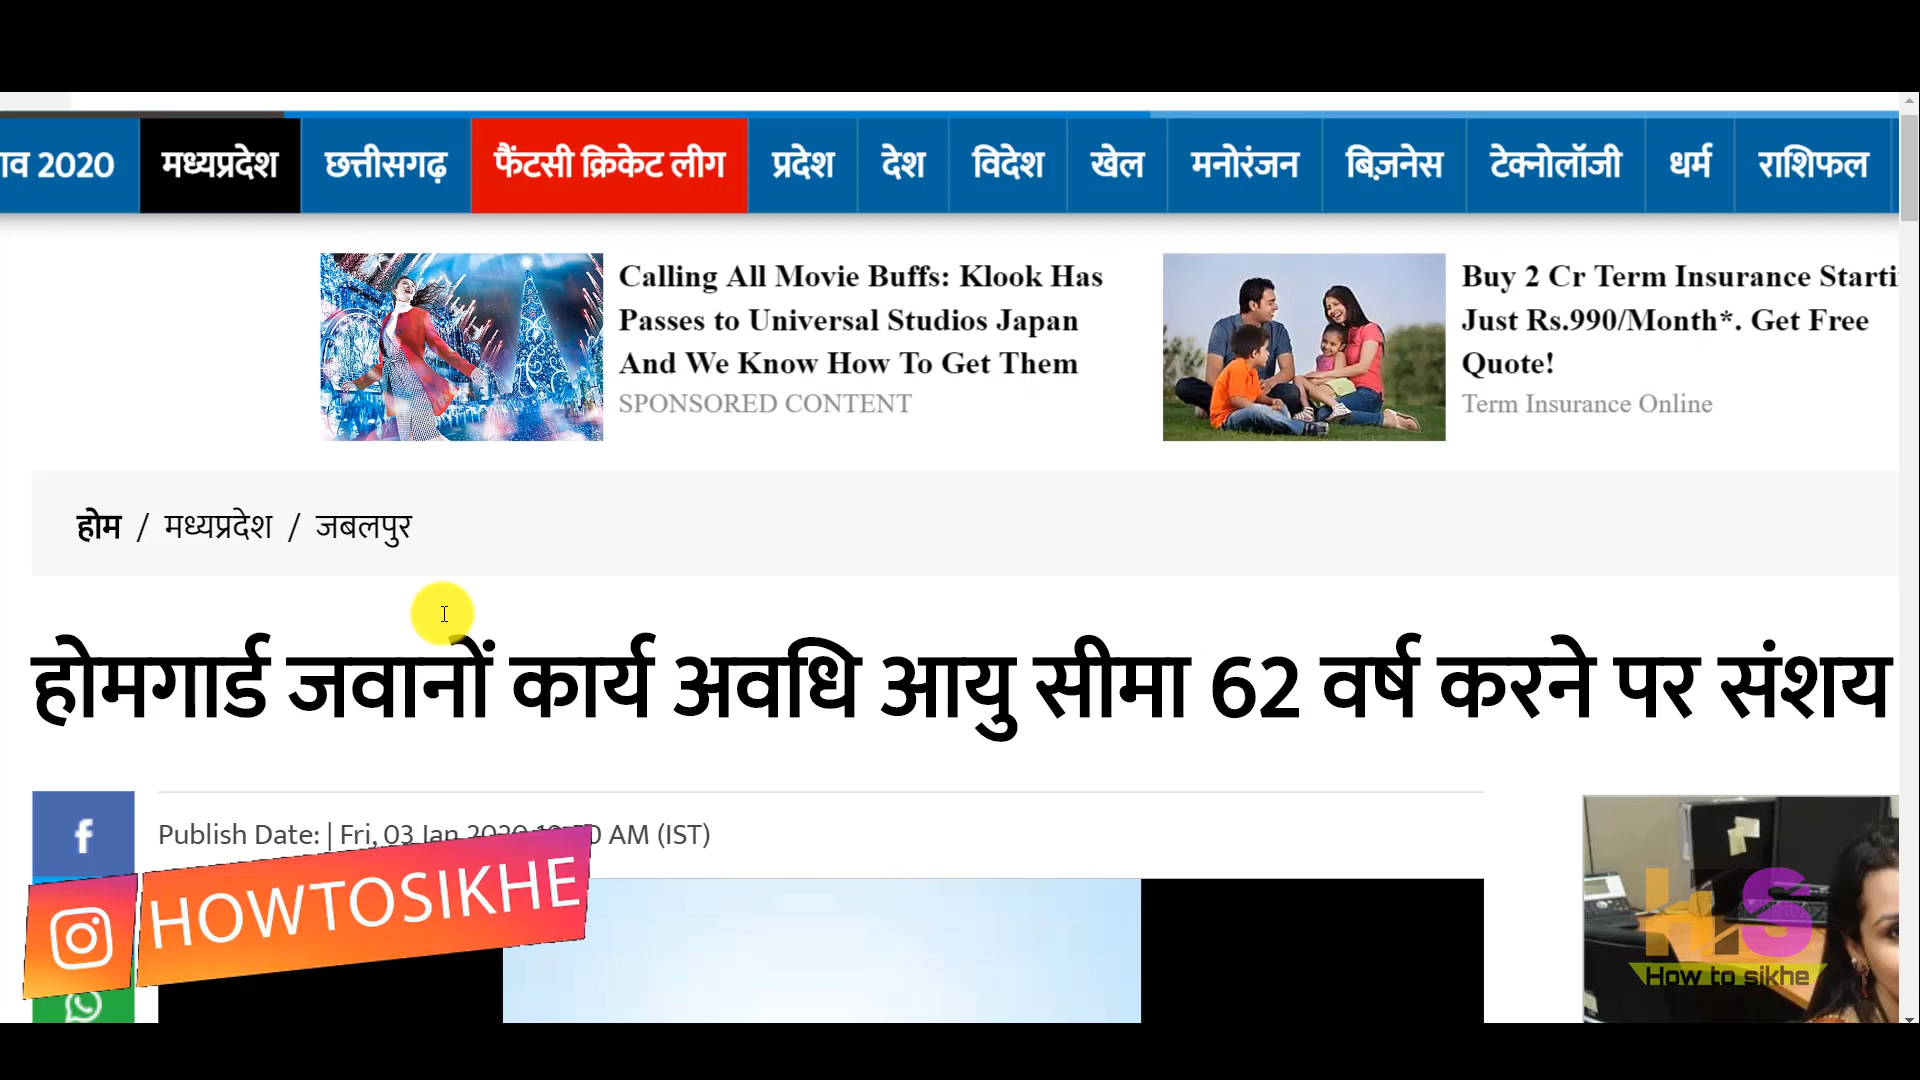 ाव 2020 मध्यप्रदेश छत्तीसगढ़ फैंटसी क्रिकेट लीग प्रदेश देश विदेश खेल मनोरंजन बिज़नेस टेक्नोलॉजी धर्म राशिफल
Calling All Movie Buffs: Klook Has
Passes to Universal Studios Japan
And We Know How To Get Them
SPONSORED CONTENT
Buy 2 Cr Term Insurance Starti
Just Rs.990/Month*. Get Free
Quote!
Term Insurance Online
होम / मध्यप्रदेश / जबलपुर
होमगार्ड जवानों कार्य अवधि आयु सीमा 62 वर्ष करने पर संशय
Publish Date: | Fri, 03 Jan 2020 AM (IST)
HOWTOSIKHE
HTS
How to sikhe